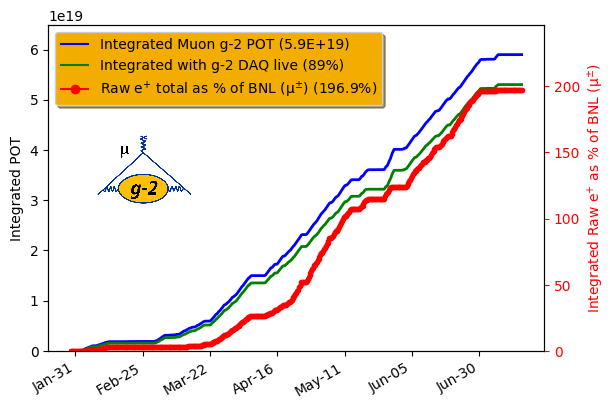 1e19
Integrated Muon g-2 POT (5.9E+19)
Integrated with g-2 DAQ live (89%)
Raw e⁺ total as % of BNL (μ±) (196.9%)
6
5
4
3
2
1
0
Integrated POT
μ
g-2
200
150
100
50
0
Integrated Raw e⁺ as % of BNL (μ±)
Jan-31
Feb-25
Mar-22
Apr-16
May-11
Jun-05
Jun-30